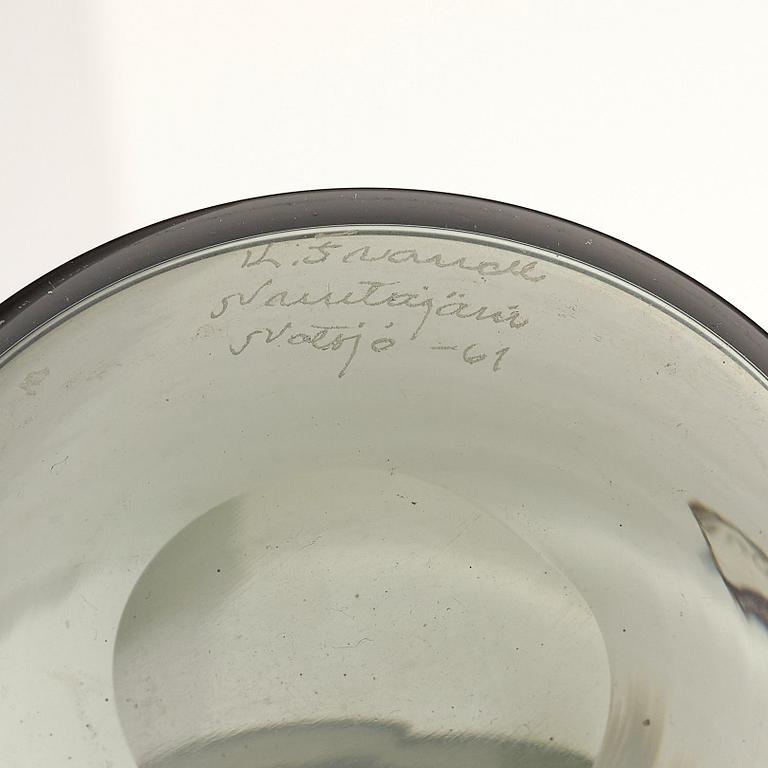 K. Franck
Nuutajärvi
Notsjö -61